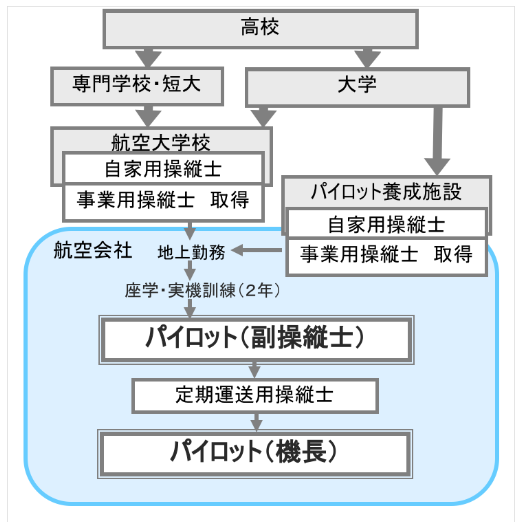 高校
専門学校・短大
大学
航空大学校
自家用操縦士
事業用操縦士　取得
パイロット養成施設
自家用操縦士
事業用操縦士　取得
航空会社
地上勤務
座学・実機訓練（２年）
パイロット（副操縦士）
定期運送用操縦士
パイロット（機長）